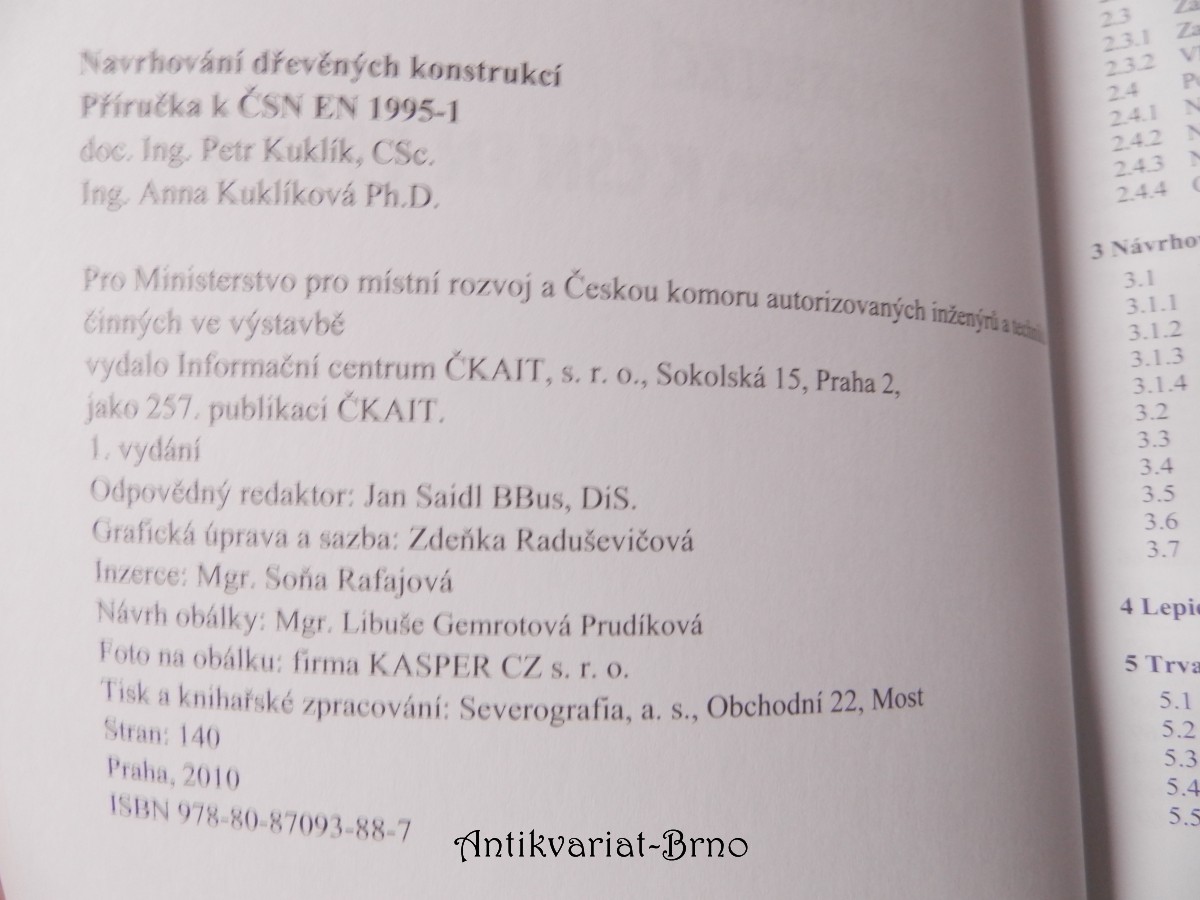 Navrhování dřevěných konstrukcí
Příručka k ČSN EN 1995-1
doc. Ing. Petr Kuklík, CSc.
Ing. Anna Kuklíková Ph.D.
Pro Ministerstvo pro místní rozvoj a Českou komoru autorizovaných inženýrů a
činných ve výstavbě
vydalo Informační centrum ČKAIT, s. r. o., Sokolská 15, Praha 2,
jako 257. publikaci ČKAIT.
1. vydání
Odpovědný redaktor: Jan Saidl BBus, DiS.
Grafická úprava a sazba: Zdeňka Raduševičová
Inzerce: Mgr. Soňa Rafajová
Návrh obálky: Mgr. Libuše Gemrotová Prudíková
Foto na obálku: firma KASPER CZ s. r. o.
Tisk a knihařské zpracování: Severografia, a. s., Obchodní 22, Most
Stran: 140
Praha, 2010
ISBN 978-80-87093-88-7
2.3
2.3.1
2.3.2
2.4
2.4.1
2.4.2
2.4.3
2.4.4
3
3.1
3.1.1
3.1.2
3.1.3
3.1.4
3.2
3.3
3.4
3.5
3.6
3.7
4
5
5.1
5.2
5.3
5.4
5.5
Antikvariat-Brno